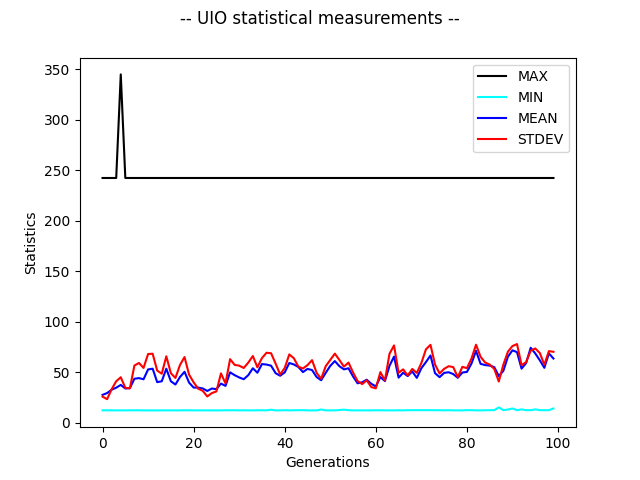 -- UIO statistical measurements --
MAX
MIN
MEAN
STDEV
Statistics
350
300
250
200
150
100
50
0
0 20 40 60 80 100
Generations